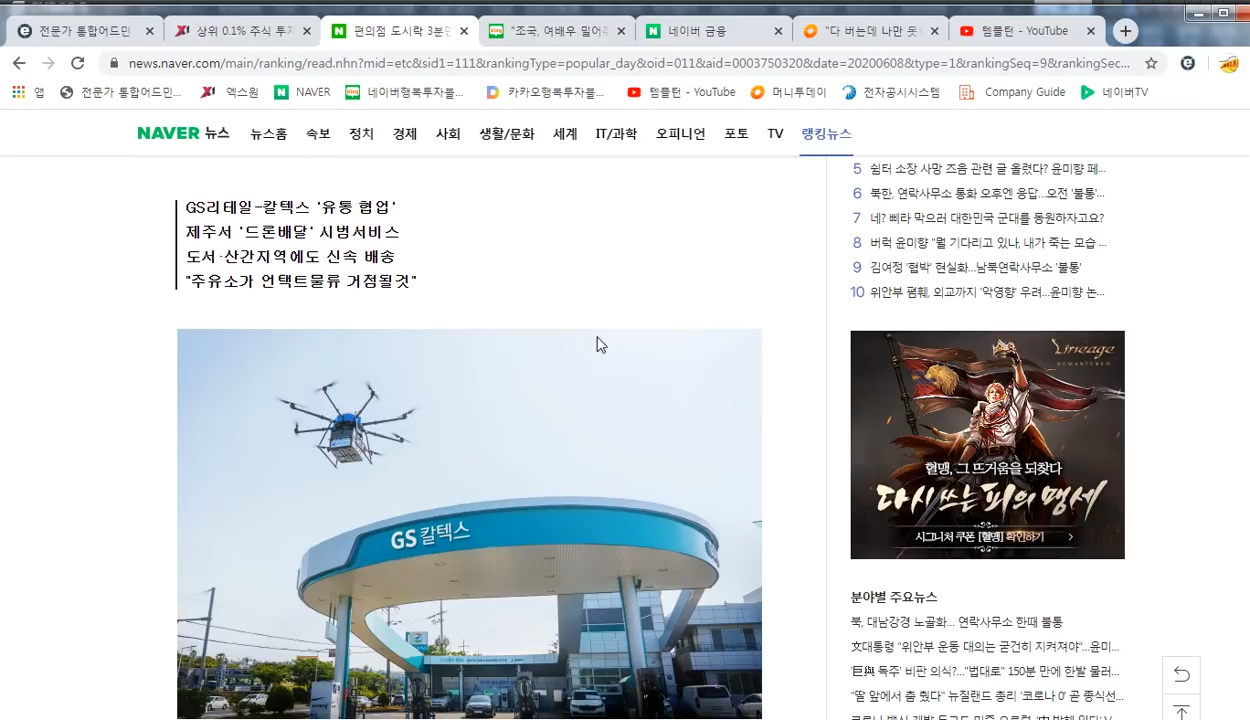 전문가 통합어드민
상위 0.1% 주식 투자
편의점 도시락 3분만
"조국, 여배우 밀어주
네이버 금융
"다 버는데 나만 못
템플턴 - YouTube
news.naver.com/main/ranking/read.nhn?mid=etc&sid1=111&rankingType=popular_day&oid=011&aid=0003750320&date=20200608&type=1&rankingSeq=9&rankingSec...
앱
전문가 통합어드민...
엑스원
NAVER
네이버행복투자블...
카카오행복투자블...
템플턴 - YouTube
머니투데이
전자공시시스템
Company Guide
네이버TV
NAVER 뉴스 뉴스홈 속보 정치 경제 사회 생활/문화 세계 IT/과학 오피니언 포토 TV 랭킹뉴스
GS리테일-칼텍스 '유통 협업'
제주서 '드론배달' 시범서비스
도서·산간지역에도 신속 배송
"주유소가 언택트물류 거점될것"
GS칼텍스
5 쉼터 소장 사망 즈음 관련 글 올렸다? 윤미향 페...
6 북한, 연락사무소 통화 오후엔 응답...오전 '불통'...
7 네? 삐라 막으러 대한민국 군대를 동원하자고요?
8 버럭 윤미향 "뭘 기다리고 있나, 내가 죽는 모습 ...
9 김여정 '협박' 현실화...남북연락사무소 '불통'
10 위안부 폄훼, 외교까지 '악영향' 우려...윤미향 논...
Lineage
REMASTERED
혈맹, 그 뜨거움을 되찾다
다시쓰는 피의 맹세
시그니처 쿠폰 [혈맹] 확인하기
분야별 주요뉴스
북, 대남강경 노골화... 연락사무소 한때 불통
文대통령 "위안부 운동 대의는 굳건히 지켜져야"...윤미...
'巨與 독주' 비판 의식?..."법대로" 150분 만에 한발 물러...
"딸 앞에서 춤 췄다" 뉴질랜드 총리 '코로나 0' 곧 종식선...